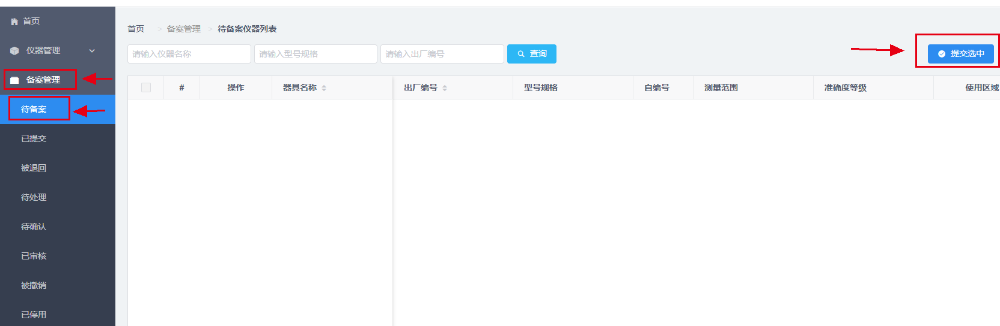 首页
仪器管理
备案管理
待备案
已提交
被退回
待处理
待确认
已审核
被撤销
已停用
首页 > 备案管理 > 待备案仪器列表
请输入仪器名称 请输入型号规格 请输入出厂编号 查询 提交选中
# 操作 器具名称 出厂编号 型号规格 自编号 测量范围 准确度等级 使用区域